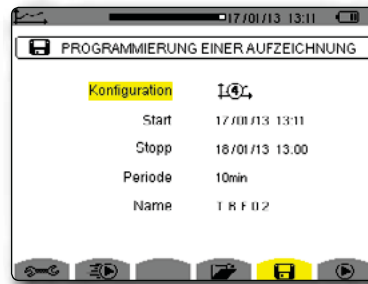 17/01/13 13:11
PROGRAMMIERUNG EINER AUFZEICHNUNG
Konfiguration 4
Start 17/01/13 13:11
Stopp 18/01/13 13:00
Periode 10min
Name